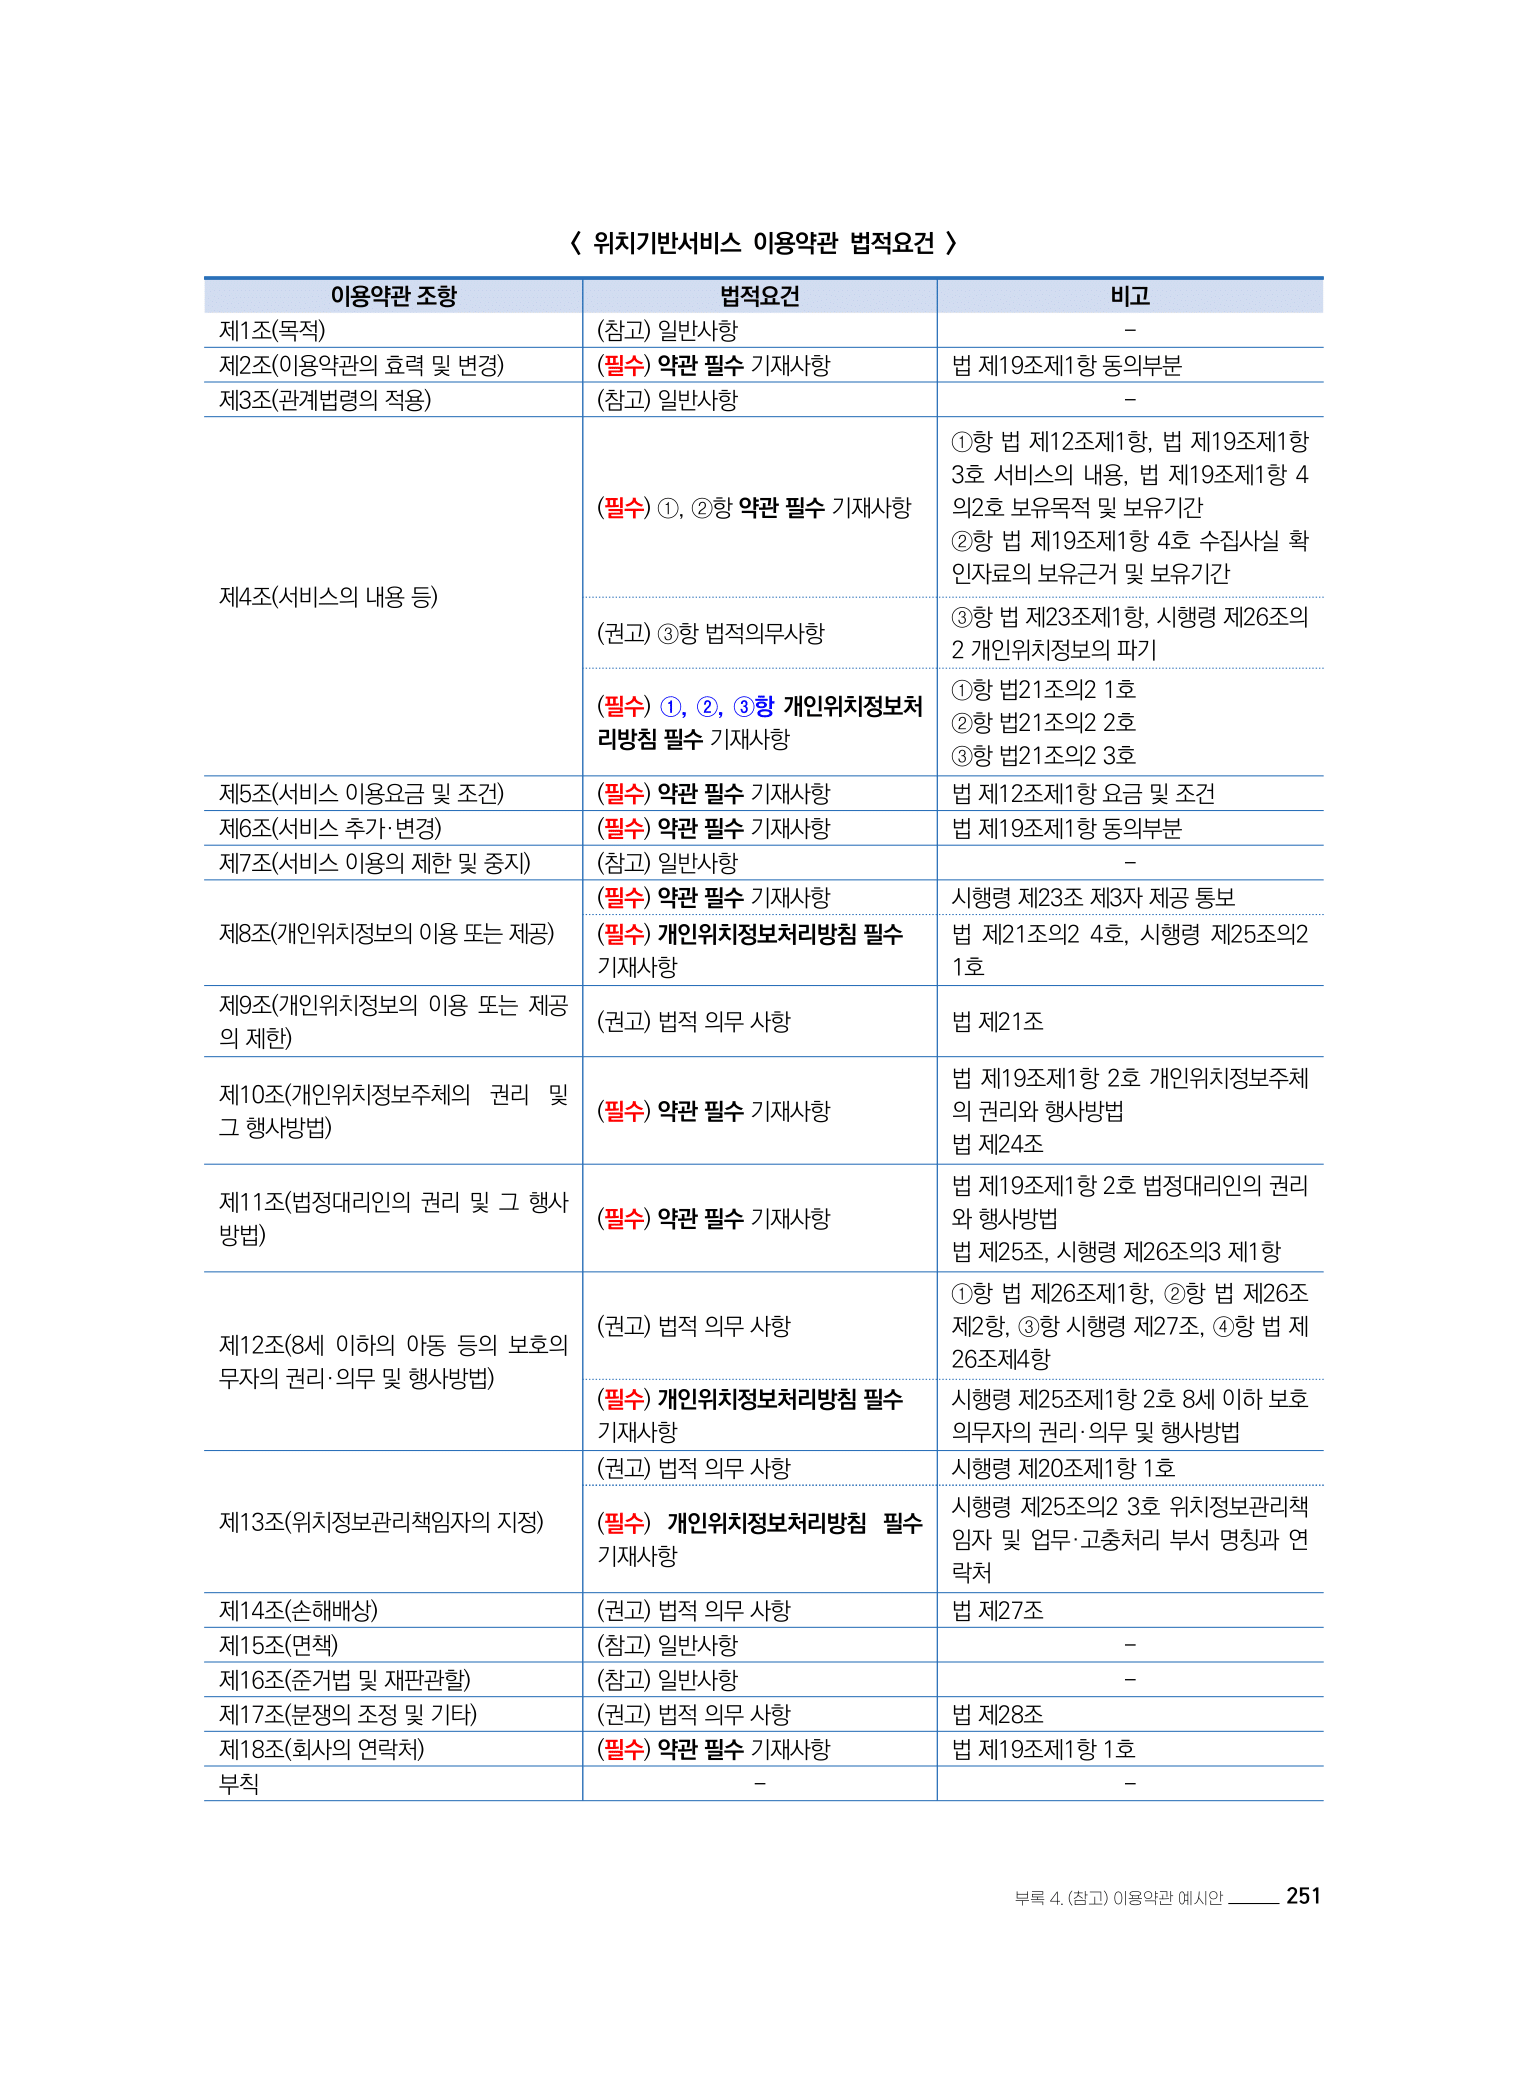 < 위치기반서비스 이용약관 법적요건 >
이용약관 조항 법적요건 비고
제1조(목적) (참고) 일반사항 –
제2조(이용약관의 효력 및 변경) (필수) 약관 필수 기재사항 법 제19조제1항 동의부분
제3조(관계법령의 적용) (참고) 일반사항 –
제4조(서비스의 내용 등)
(필수) ①, ②항 약관 필수 기재사항
①항 법 제12조제1항, 법 제19조제1항
3호 서비스의 내용, 법 제19조제1항 4
의2호 보유목적 및 보유기간
②항 법 제19조제1항 4호 수집사실 확
인자료의 보유근거 및 보유기간
(권고) ③항 법적의무사항
③항 법 제23조제1항, 시행령 제26조의
2 개인위치정보의 파기
(필수) ①, ②, ③항 개인위치정보처
리방침 필수 기재사항
①항 법21조의2 1호
②항 법21조의2 2호
③항 법21조의2 3호
제5조(서비스 이용요금 및 조건) (필수) 약관 필수 기재사항 법 제12조제1항 요금 및 조건
제6조(서비스 추가·변경) (필수) 약관 필수 기재사항 법 제19조제1항 동의부분
제7조(서비스 이용의 제한 및 중지) (참고) 일반사항 –
제8조(개인위치정보의 이용 또는 제공)
(필수) 약관 필수 기재사항 시행령 제23조 제3자 제공 통보
(필수) 개인위치정보처리방침 필수
기재사항
법 제21조의2 4호, 시행령 제25조의2
1호
제9조(개인위치정보의 이용 또는 제공
의 제한)
(권고) 법적 의무 사항 법 제21조
제10조(개인위치정보주체의 권리 및
그 행사방법)
(필수) 약관 필수 기재사항
법 제19조제1항 2호 개인위치정보주체
의 권리와 행사방법
법 제24조
제11조(법정대리인의 권리 및 그 행사
방법)
(필수) 약관 필수 기재사항
법 제19조제1항 2호 법정대리인의 권리
와 행사방법
법 제25조, 시행령 제26조의3 제1항
제12조(8세 이하의 아동 등의 보호의
무자의 권리·의무 및 행사방법)
(권고) 법적 의무 사항
①항 법 제26조제1항, ②항 법 제26조
제2항, ③항 시행령 제27조, ④항 법 제
26조제4항
(필수) 개인위치정보처리방침 필수
기재사항
시행령 제25조제1항 2호 8세 이하 보호
의무자의 권리·의무 및 행사방법
제13조(위치정보관리책임자의 지정)
(권고) 법적 의무 사항 시행령 제20조제1항 1호
(필수) 개인위치정보처리방침 필수
기재사항
시행령 제25조의2 3호 위치정보관리책
임자 및 업무·고충처리 부서 명칭과 연
락처
제14조(손해배상) (권고) 법적 의무 사항 법 제27조
제15조(면책) (참고) 일반사항 –
제16조(준거법 및 재판관할) (참고) 일반사항 –
제17조(분쟁의 조정 및 기타) (권고) 법적 의무 사항 법 제28조
제18조(회사의 연락처) (필수) 약관 필수 기재사항 법 제19조제1항 1호
부칙 – –
부록 4. (참고) 이용약관 예시안 251